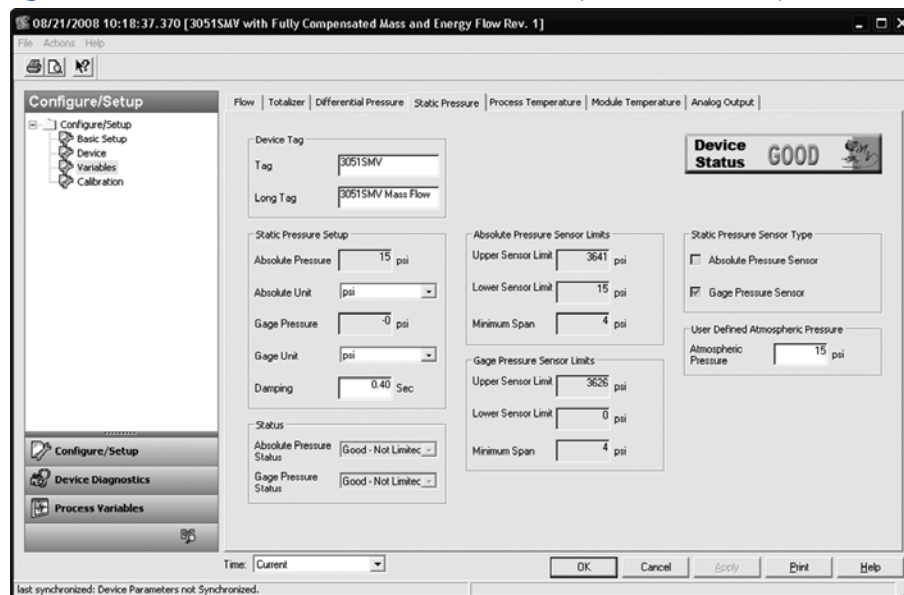 08/21/2008 10:18:37.370 [3051SMV with Fully Compensated Mass and Energy Flow Rev. 1]
File Actions Help
Configure/Setup
Configure/Setup
Basic Setup
Device
Variables
Calibration
Configure/Setup
Device Diagnostics
Process Variables
Flow Totalizer Differential Pressure Static Pressure Process Temperature Module Temperature Analog Output
Device Tag
Tag 3051SMV
Long Tag 3051SMV Mass Flow
Device Status GOOD
Static Pressure Setup
Absolute Pressure 15 psi
Absolute Unit psi
Gage Pressure -0 psi
Gage Unit psi
Damping 0.40 Sec
Status
Absolute Pressure Status Good - Not Limitec
Gage Pressure Status Good - Not Limitec
Absolute Pressure Sensor Limits
Upper Sensor Limit 3641 psi
Lower Sensor Limit 15 psi
Minimum Span 4 psi
Gage Pressure Sensor Limits
Upper Sensor Limit 3626 psi
Lower Sensor Limit 0 psi
Minimum Span 4 psi
Static Pressure Sensor Type
Absolute Pressure Sensor
Gage Pressure Sensor
User Defined Atmospheric Pressure
Atmospheric Pressure 15 psi
Time: Current
OK Cancel Apply Print Help
last synchronized: Device Parameters not Synchronized.